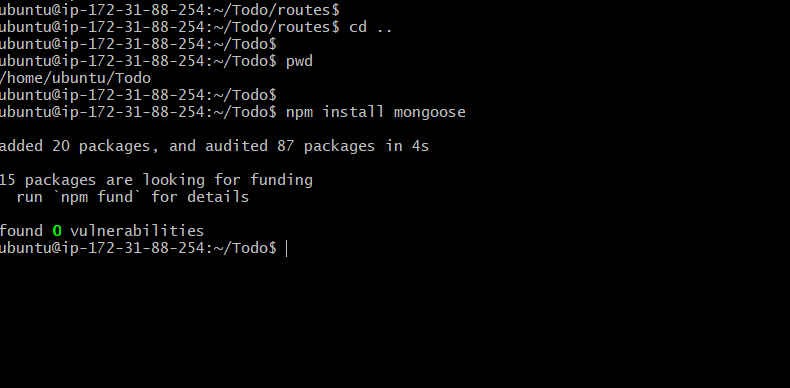 ubuntu@ip-172-31-88-254:~/Todo/routes$
ubuntu@ip-172-31-88-254:~/Todo/routes$ cd ..
ubuntu@ip-172-31-88-254:~/Todo$
ubuntu@ip-172-31-88-254:~/Todo$ pwd
/home/ubuntu/Todo
ubuntu@ip-172-31-88-254:~/Todo$
ubuntu@ip-172-31-88-254:~/Todo$ npm install mongoose
added 20 packages, and audited 87 packages in 4s
15 packages are looking for funding
run `npm fund` for details
found 0 vulnerabilities
ubuntu@ip-172-31-88-254:~/Todo$